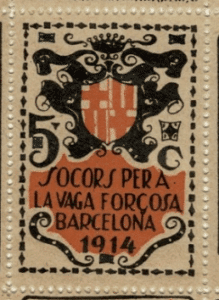 5 C
SOCORS PER A
LA VAGA FORÇOSA
BARCELONA
1914